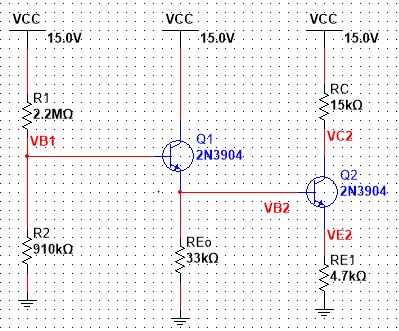 VCC
15.0V
VCC
15.0V
VCC
15.0V
R1
2.2MΩ
VB1
Q1
2N3904
RC
15kΩ
VC2
Q2
2N3904
VB2
VE2
R2
910kΩ
REo
33kΩ
RE1
4.7kΩ